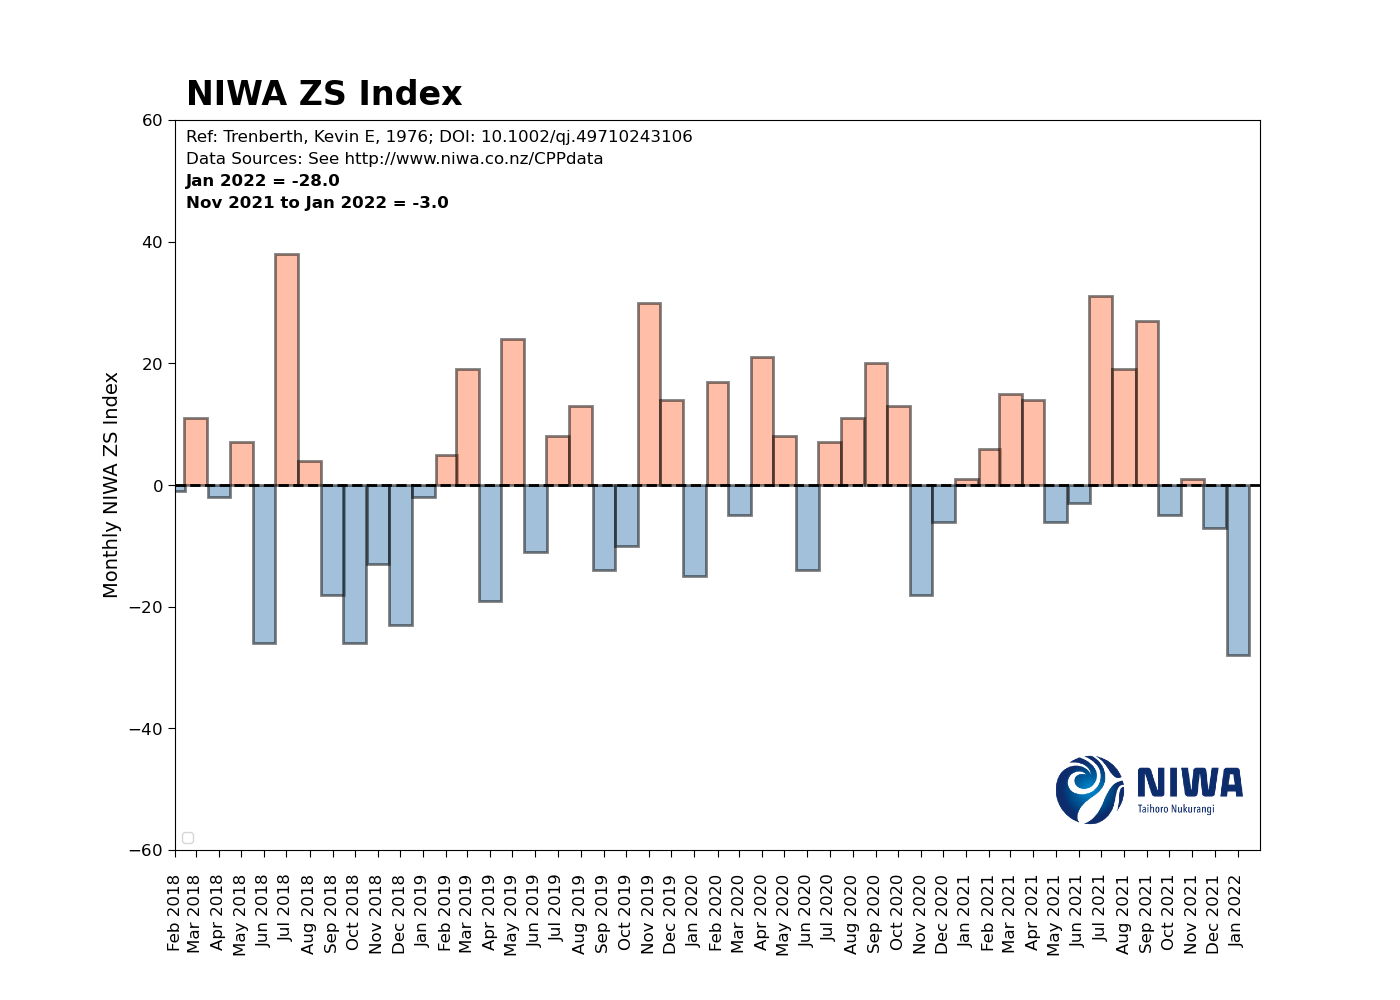 NIWA ZS Index
Ref: Trenberth, Kevin E, 1976; DOI: 10.1002/qj.49710243106
Data Sources: See http://www.niwa.co.nz/CPPdata
Jan 2022 = -28.0
Nov 2021 to Jan 2022 = -3.0
Monthly NIWA ZS Index
60
40
20
0
−20
−40
−60
NIWA
Taihoro Nukurangi
Feb 2018
Mar 2018
Apr 2018
May 2018
Jun 2018
Jul 2018
Aug 2018
Sep 2018
Oct 2018
Nov 2018
Dec 2018
Jan 2019
Feb 2019
Mar 2019
Apr 2019
May 2019
Jun 2019
Jul 2019
Aug 2019
Sep 2019
Oct 2019
Nov 2019
Dec 2019
Jan 2020
Feb 2020
Mar 2020
Apr 2020
May 2020
Jun 2020
Jul 2020
Aug 2020
Sep 2020
Oct 2020
Nov 2020
Dec 2020
Jan 2021
Feb 2021
Mar 2021
Apr 2021
May 2021
Jun 2021
Jul 2021
Aug 2021
Sep 2021
Oct 2021
Nov 2021
Dec 2021
Jan 2022